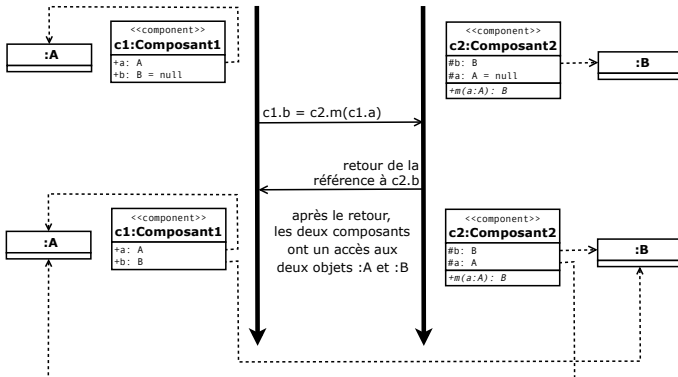 <<component>>
c1:Composant1
+a: A
+b: B = null
:A
<<component>>
c2:Composant2
#b: B
#a: A = null
+m(a:A): B
:B
c1.b = c2.m(c1.a)
retour de la
référence à c2.b
après le retour,
les deux composants
ont un accès aux
deux objets :A et :B
<<component>>
c1:Composant1
+a: A
+b: B
:A
<<component>>
c2:Composant2
#b: B
#a: A
+m(a:A): B
:B